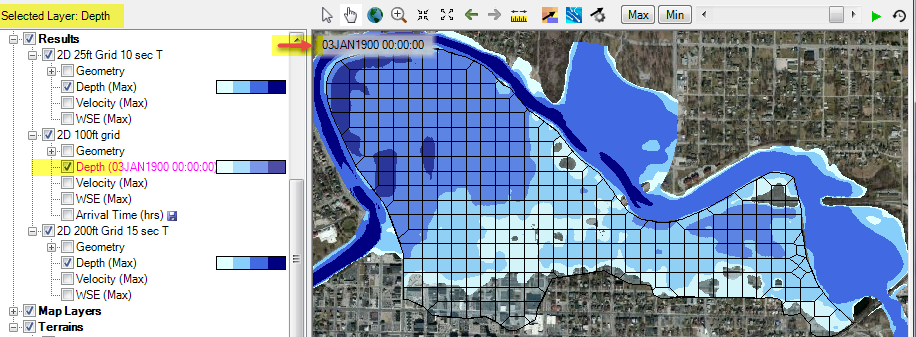 Selected Layer: Depth
Max
Min
Results
2D 25ft Grid 10 sec T
Geometry
Depth (Max)
Velocity (Max)
WSE (Max)
2D 100ft grid
Geometry
Depth (03JAN1900 00:00:00
Velocity (Max)
WSE (Max)
Arrival Time (hrs)
2D 200ft Grid 15 sec T
Geometry
Depth (Max)
Velocity (Max)
WSE (Max)
Map Layers
Terrains
03JAN1900 00:00:00